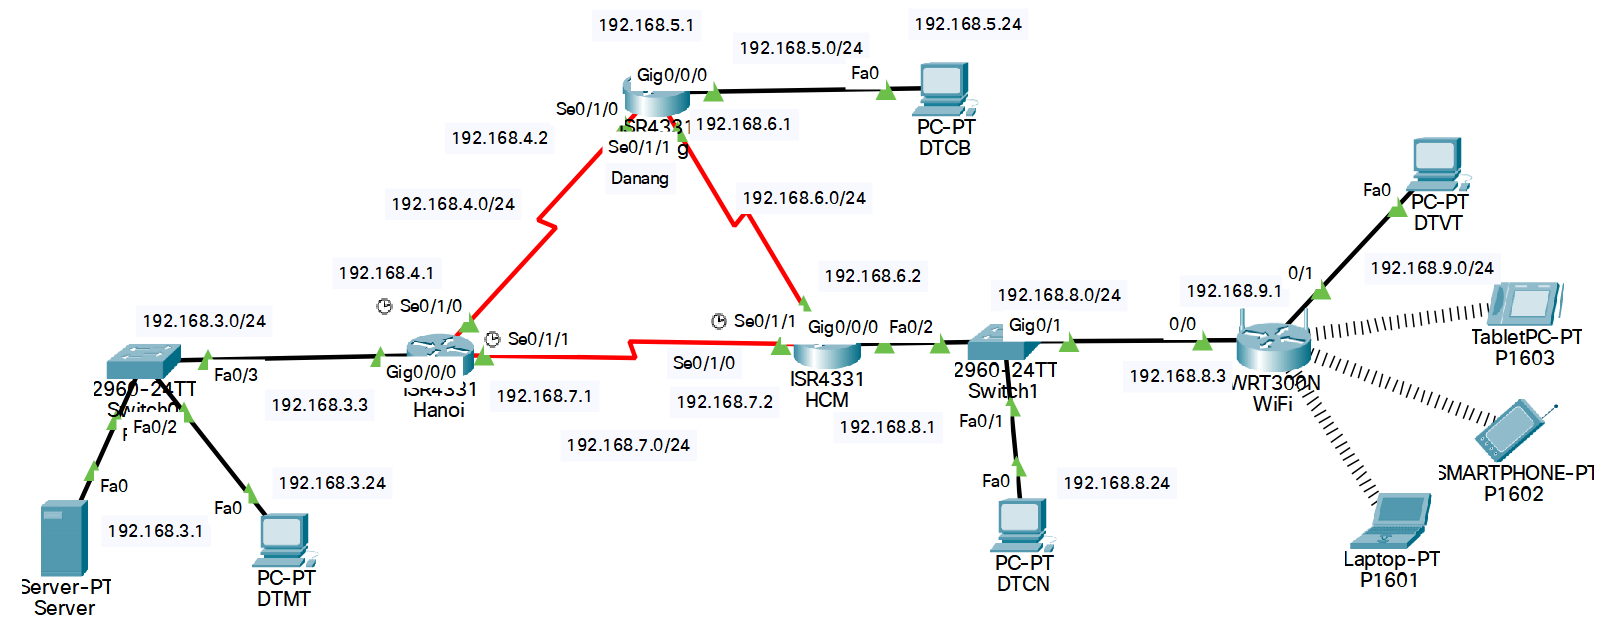 192.168.5.1
192.168.5.24
192.168.5.0/24
Gig0/0/0
Fa0
Se0/1/0
ISR4331
192.168.6.1
PC-PT
DTCB
192.168.4.2
Se0/1/1
Danang
192.168.4.0/24
192.168.6.0/24
Fa0
PC-PT
DTVT
192.168.4.1
192.168.6.2
0/1
192.168.9.0/24
Se0/1/0
192.168.8.0/24
192.168.9.1
192.168.3.0/24
Se0/1/1
Se0/1/1
Gig0/0/0
Fa0/2
Gig0/1
0/0
TabletPC-PT
P1603
Fa0/3
Gig0/0/0
Se0/1/0
2960-24TT
Switch0
ISR4331
Hanoi
192.168.7.1
ISR4331
HCM
2960-24TT
Switch1
192.168.8.3
WRT300N
WiFi
192.168.3.3
192.168.7.2
Fa0/2
192.168.8.1
Fa0/1
192.168.7.0/24
SMARTPHONE-PT
P1602
Fa0
192.168.3.24
Fa0
192.168.8.24
Fa0
192.168.3.1
Server-PT
Server
PC-PT
DTMT
PC-PT
DTCN
Laptop-PT
P1601